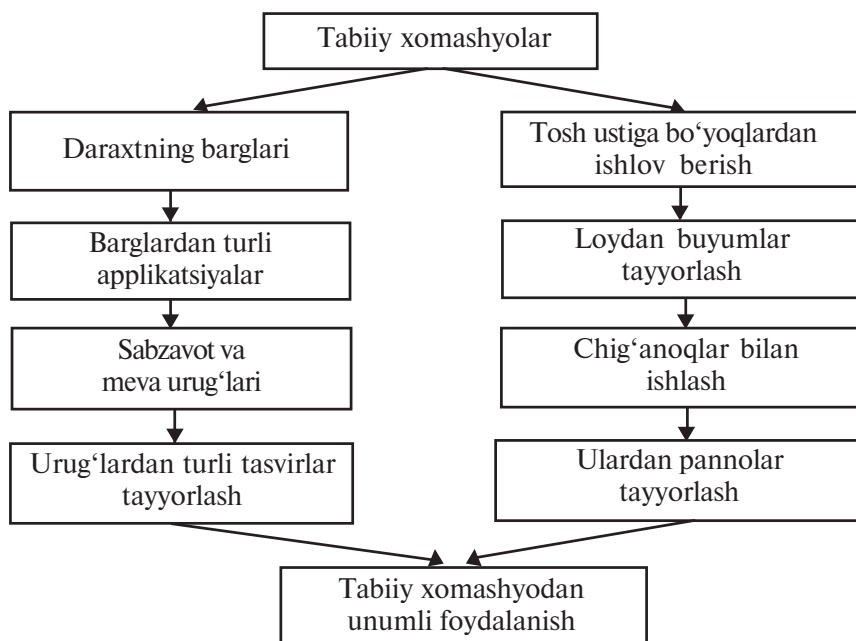 Tabiiy xomashyolar
Daraxtning barglari
Barglardan turli
applikatsiyalar
Sabzavot va
meva urug‘lari
Urug‘lardan turli tasvirlar
tayyorlash
Tosh ustiga bo‘yoqlardan
ishlov berish
Loydan buyumlar
tayyorlash
Chig‘anoqlar bilan
ishlash
Ulardan pannolar
tayyorlash
Tabiiy xomashyodan
unumli foydalanish